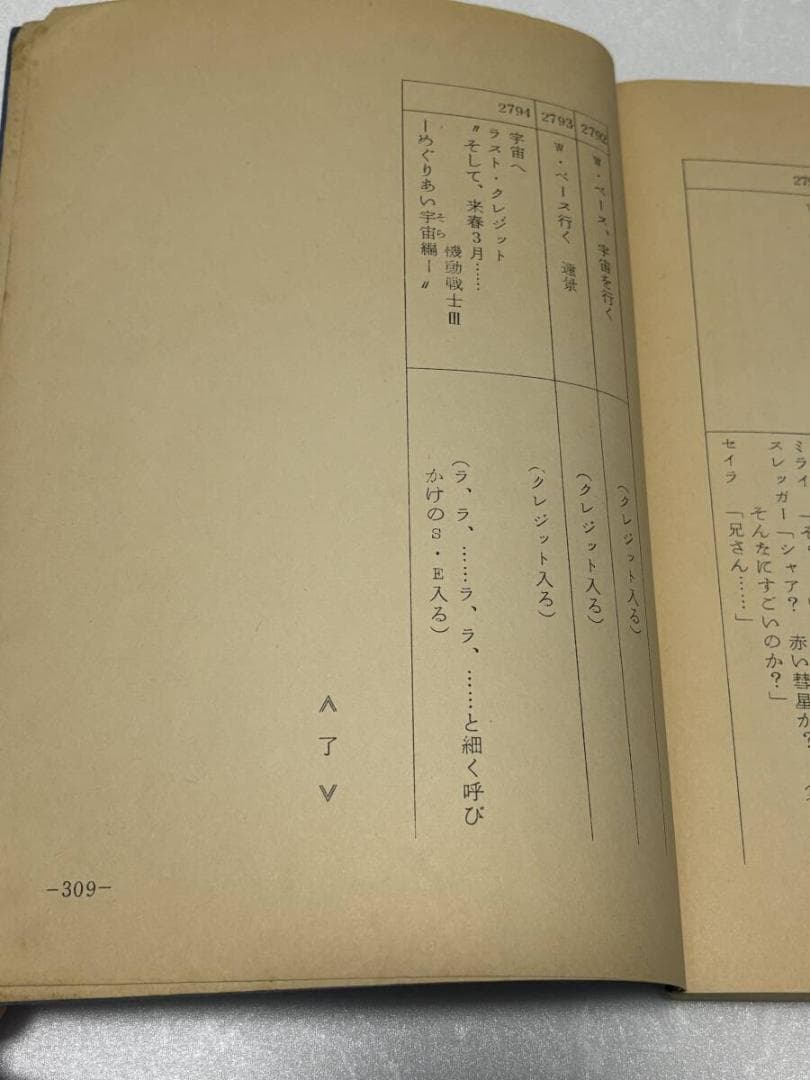 ミライ「そ
スレッガー「シャア? 赤い彗星か?
そんなにすごいのか?」
セイラ 「兄さん……」
2792
W・ベース、宇宙を行く
(クレジット入る)
2793
W・ベース行く 遠景
(クレジット入る)
2794
宇宙へ
ラスト・クレジット
(クレジット入る)
〝そして、来春3月……
機動戦士Ⅲ
ーめぐりあい宇宙編ー〟
そら
(ラ、ラ、……ラ、ラ、……と細く呼び
かけのS・E入る)
≪了≫
-309-